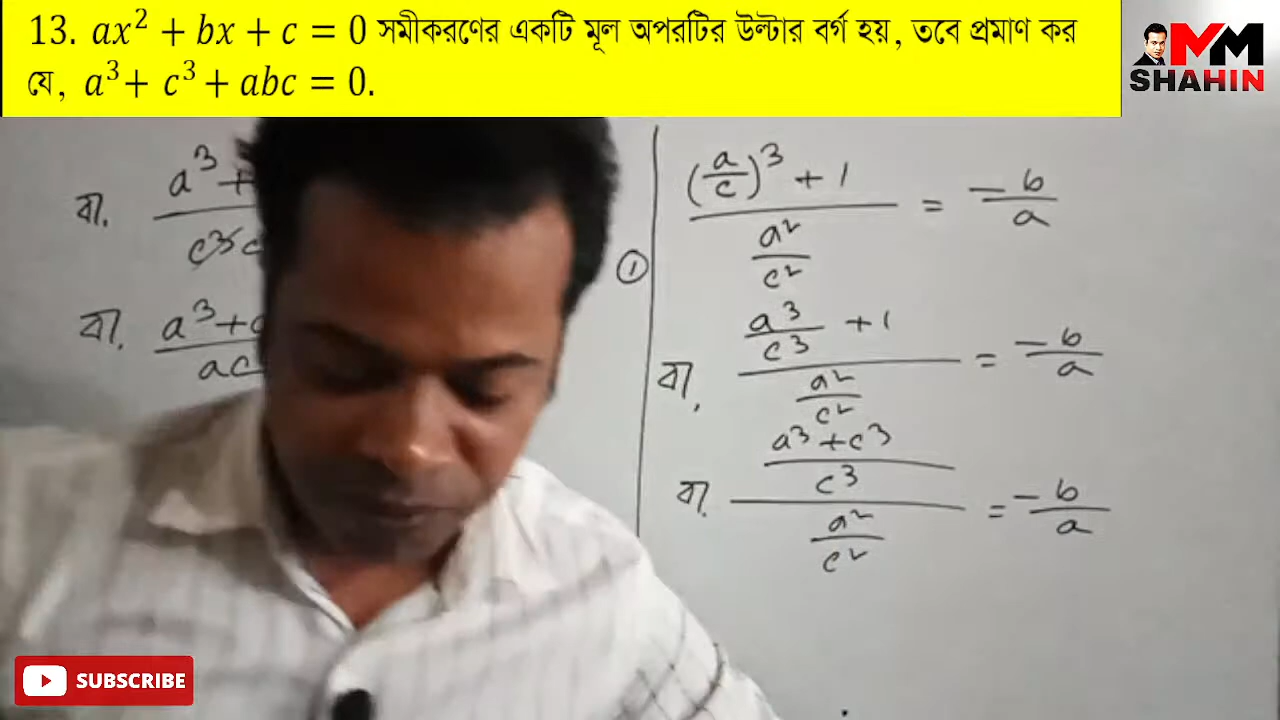 13. ax² + bx + c = 0 সমীকরণের একটি মূল অপরটির উল্টার বর্গ হয়, তবে প্রমাণ কর
যে, a³ + c³ + abc = 0.
MM
SHAHIN
বা. a³ +
c³
বা. a³ +
ac
①
((a/c)³ + 1) / (a²/c²) = -b/a
বা, (a³/c³ + 1) / (a²/c²) = -b/a
বা. ((a³ + c³)/c³) / (a²/c²) = -b/a
SUBSCRIBE